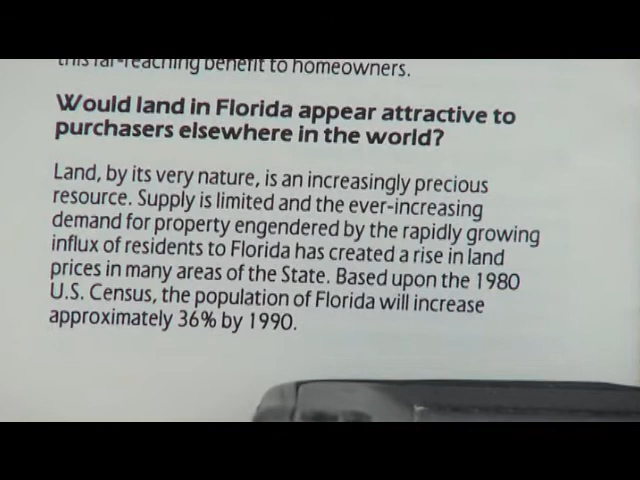 this far-reaching benefit to homeowners.
Would land in Florida appear attractive to
purchasers elsewhere in the world?
Land, by its very nature, is an increasingly precious
resource. Supply is limited and the ever-increasing
demand for property engendered by the rapidly growing
influx of residents to Florida has created a rise in land
prices in many areas of the State. Based upon the 1980
U.S. Census, the population of Florida will increase
approximately 36% by 1990.